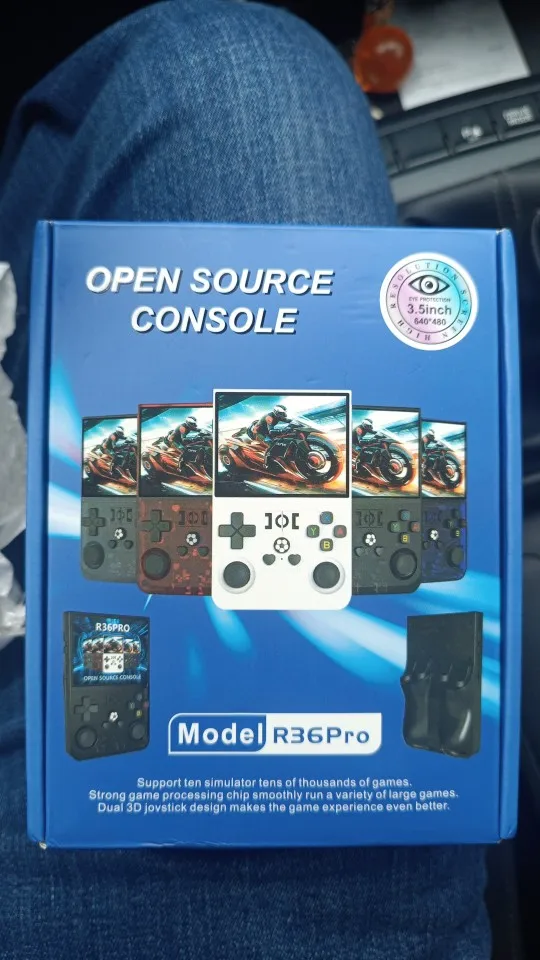 OPEN SOURCE
CONSOLE
HIGH RESOLUTION SCREEN
EYE PROTECTION
3.5inch
640*480
Y
A
B
R36PRO
OPEN SOURCE CONSOLE
Model R36Pro
Support ten simulator tens of thousands of games.
Strong game processing chip smoothly run a variety of large games.
Dual 3D joystick design makes the game experience even better.